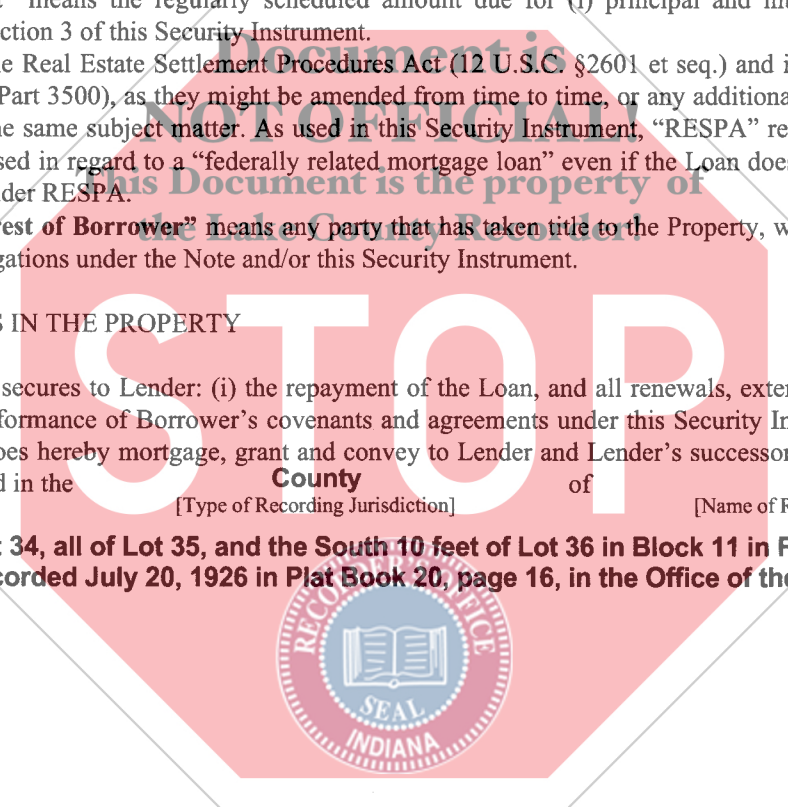 means the regularly scheduled amount due for (i) principal and
ction 3 of this Security Instrument.
Document is
e Real Estate Settlement Procedures Act (12 U.S.C. §2601 et seq.) and
Part 3500), as they might be amended from time to time, or any additiona
NOT OFFICIAL!
e same subject matter. As used in this Security Instrument, “RESPA” re
sed in regard to a “federally related mortgage loan” even if the Loan doe
This Document is the property of
der RESPA.
rest of Borrower” means any party that has taken title to the Property, w
the Lake County Recorder!
gations under the Note and/or this Security Instrument.
S IN THE PROPERTY
STOP
secures to Lender: (i) the repayment of the Loan, and all renewals, exten
formance of Borrower’s covenants and agreements under this Security In
oes hereby mortgage, grant and convey to Lender and Lender’s successor
d in the County of
[Type of Recording Jurisdiction] [Name of R
34, all of Lot 35, and the South 10 feet of Lot 36 in Block 11 in
corded July 20, 1926 in Plat Book 20, page 16, in the Office of the
RECORDER'S OFFICE
SEAL
INDIANA